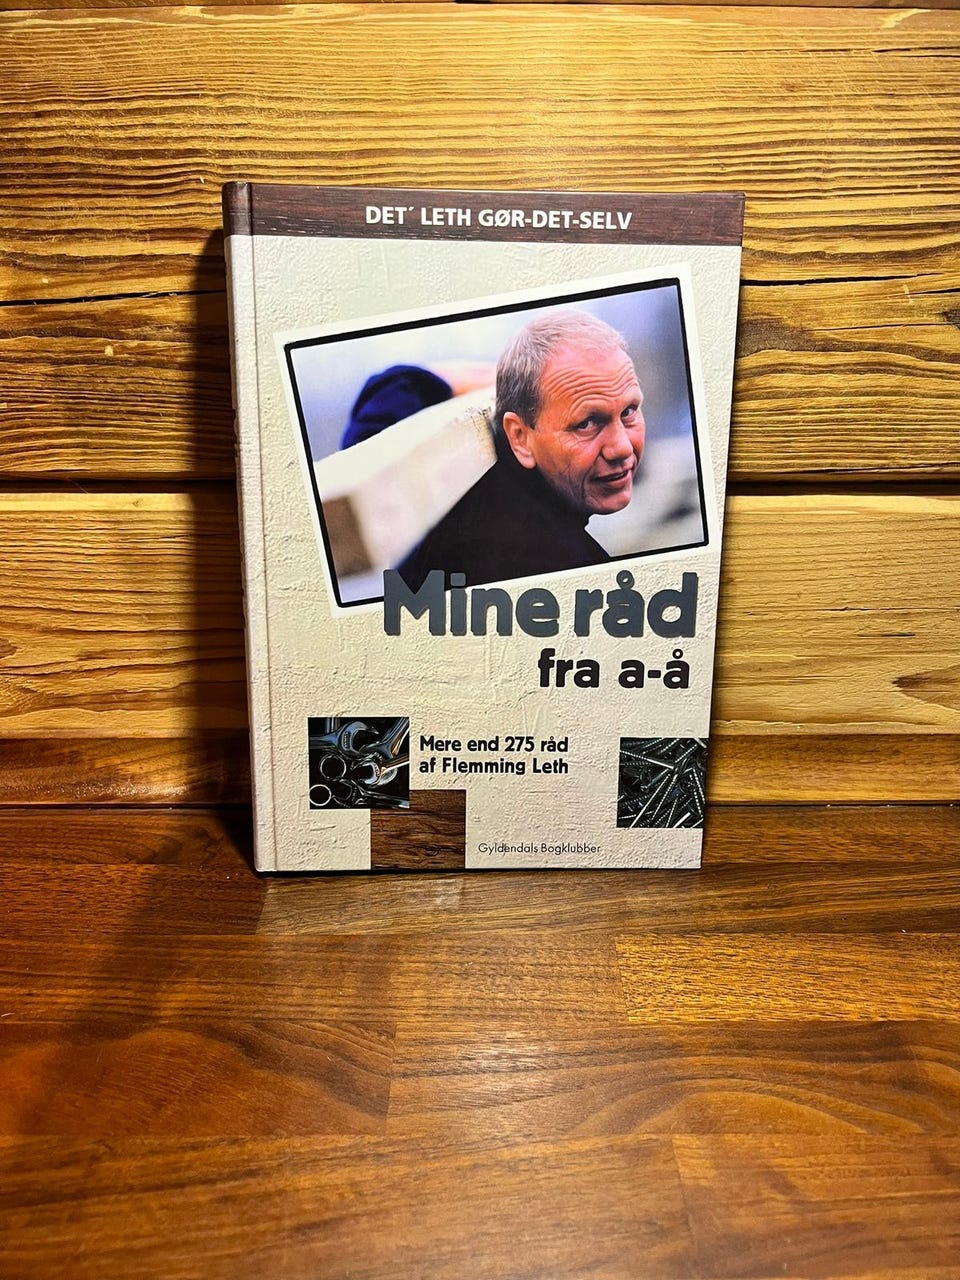 DET´ LETH GØR-DET-SELV
Mine råd
fra a-å
Mere end 275 råd
af Flemming Leth
Gyldendals Bogklubber